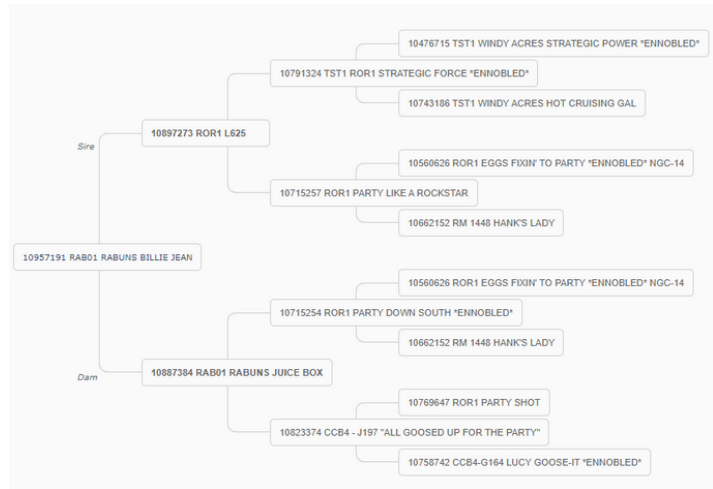 10476715 TST1 WINDY ACRES STRATEGIC POWER *ENNOBLED*
10791324 TST1 ROR1 STRATEGIC FORCE *ENNOBLED*
10743186 TST1 WINDY ACRES HOT CRUISING GAL
10897273 ROR1 L625
Sire
10560626 ROR1 EGGS FIXIN' TO PARTY *ENNOBLED* NGC-14
10715257 ROR1 PARTY LIKE A ROCKSTAR
10662152 RM 1448 HANK'S LADY
10957191 RAB01 RABUNS BILLIE JEAN
10560626 ROR1 EGGS FIXIN' TO PARTY *ENNOBLED* NGC-14
10715254 ROR1 PARTY DOWN SOUTH *ENNOBLED*
10662152 RM 1448 HANK'S LADY
10887384 RAB01 RABUNS JUICE BOX
Dam
10769647 ROR1 PARTY SHOT
10823374 CCB4 - J197 "ALL GOOSED UP FOR THE PARTY"
10758742 CCB4-G164 LUCY GOOSE-IT *ENNOBLED*